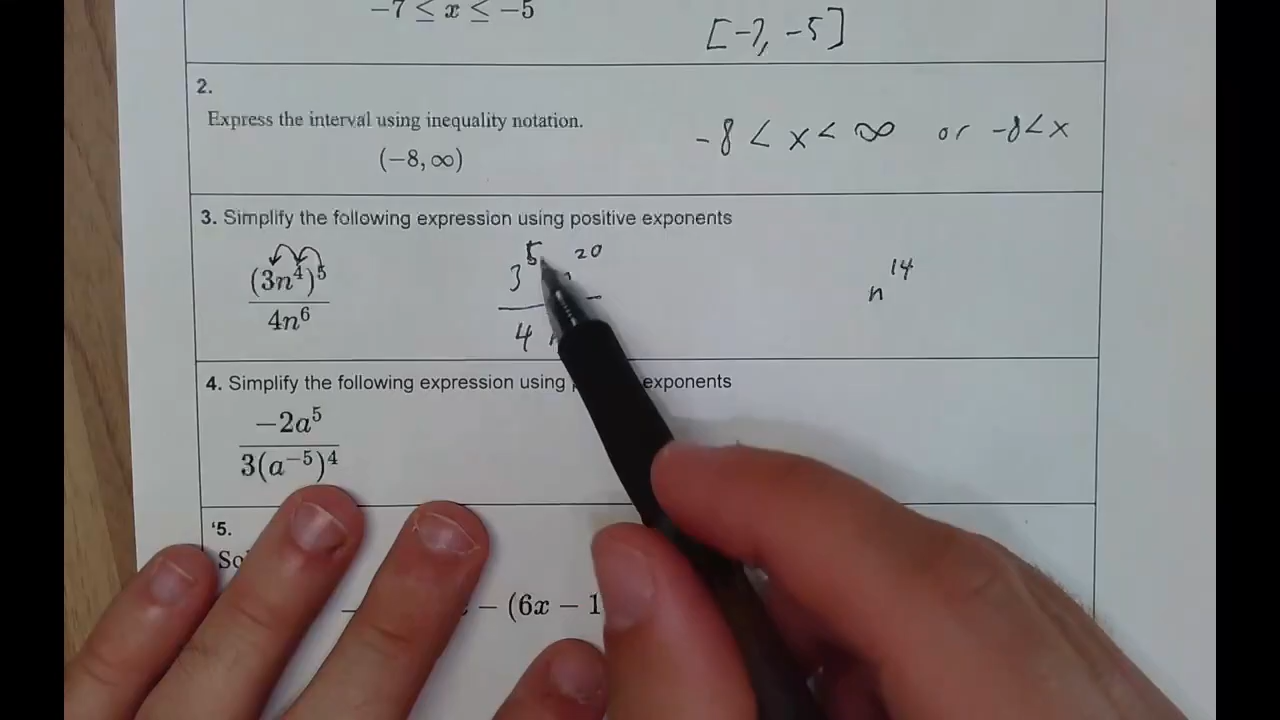 −7 ≤ x ≤ −5 [-7, -5]
2.
Express the interval using inequality notation.
(−8, ∞) -8 < x < ∞ or -8 < x
3. Simplify the following expression using positive exponents
(3n⁴)⁵ 3⁵ ²⁰ n¹⁴
4n⁶ 4
4. Simplify the following expression using exponents
−2a⁵
3(a⁻⁵)⁴
'5.
− (6x − 1